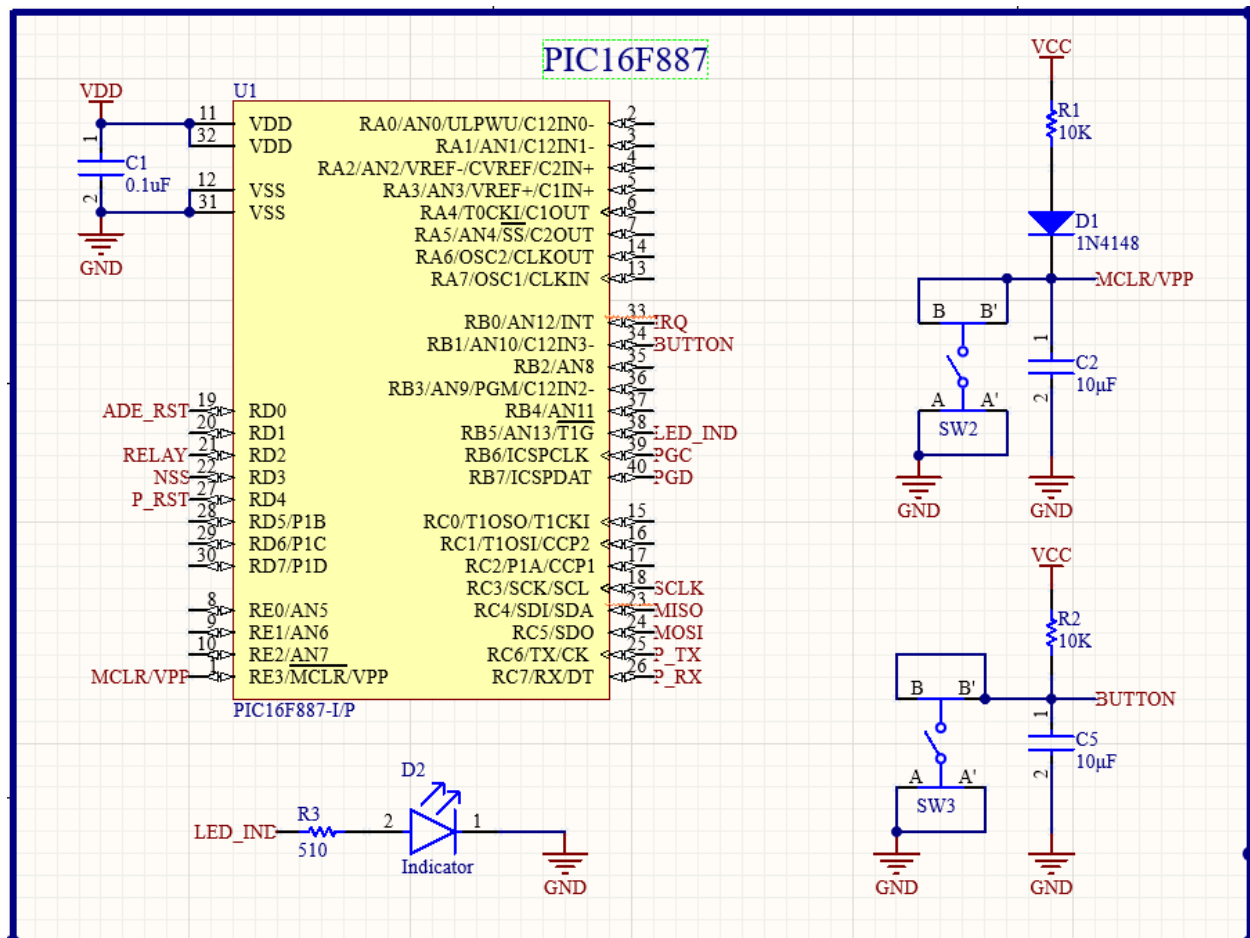 PIC16F887
U1
VDD
1
C1
0.1uF
2
GND
11 VDD
32 VDD
12 VSS
31 VSS
RA0/AN0/ULPWU/C12IN0- 2
RA1/AN1/C12IN1- 3
RA2/AN2/VREF-/CVREF/C2IN+ 4
RA3/AN3/VREF+/C1IN+ 5
RA4/T0CKI/C1OUT 6
RA5/AN4/SS/C2OUT 7
RA6/OSC2/CLKOUT 14
RA7/OSC1/CLKIN 13
RB0/AN12/INT 33 IRQ
RB1/AN10/C12IN3- 34 BUTTON
RB2/AN8 35
RB3/AN9/PGM/C12IN2- 36
RB4/AN11 37
RB5/AN13/T1G 38 LED_IND
RB6/ICSPCLK 39 PGC
RB7/ICSPDAT 40 PGD
ADE_RST 19 RD0
20 RD1
RELAY 21 RD2
NSS 22 RD3
P_RST 27 RD4
28 RD5/P1B
29 RD6/P1C
30 RD7/P1D
RC0/T1OSO/T1CKI 15
RC1/T1OSI/CCP2 16
RC2/P1A/CCP1 17
RC3/SCK/SCL 18 SCLK
RC4/SDI/SDA 23 MISO
RC5/SDO 24 MOSI
RC6/TX/CK 25 P_TX
RC7/RX/DT 26 P_RX
8 RE0/AN5
9 RE1/AN6
10 RE2/AN7
MCLR/VPP 1 RE3/MCLR/VPP
PIC16F887-I/P
VCC
R1
10K
D1
1N4148
MCLR/VPP
B B'
A A'
SW2
1
C2
10µF
2
GND
GND
VCC
R2
10K
BUTTON
B B'
A A'
SW3
1
C5
10µF
2
GND
GND
D2
LED_IND
R3
510
2
1
Indicator
GND